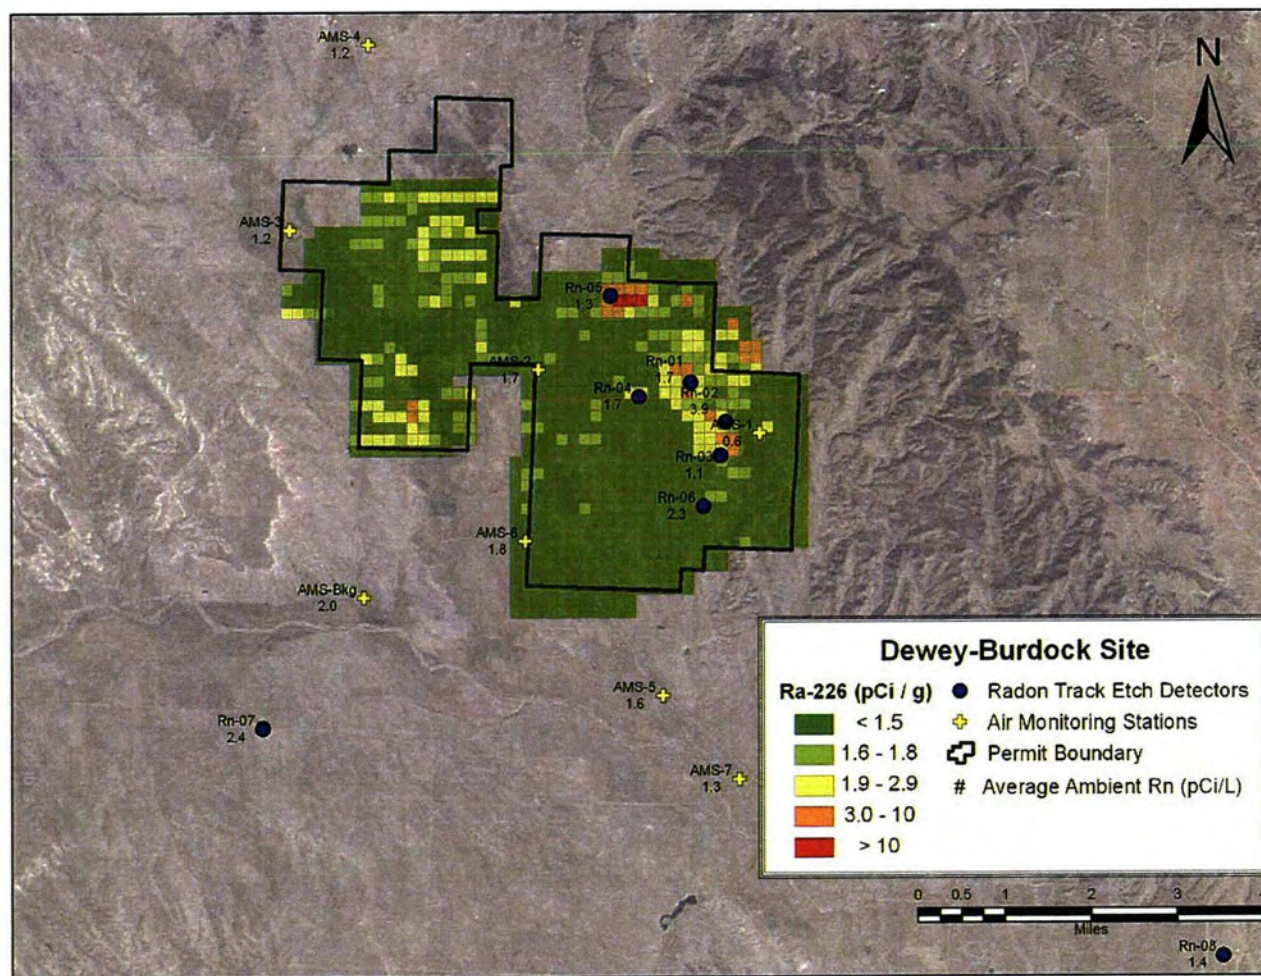 AMS-4
1.2
N
AMS-3
1.2
Rn-05
1.3
AMS-2
1.7
Rn-01
1.7
Rn-04
1.7
Rn-02
3.9
AMS-1
0.6
Rn-03
1.1
Rn-06
2.3
AMS-6
1.8
AMS-Bkg
2.0
AMS-5
1.6
Rn-07
2.4
AMS-7
1.3
Dewey-Burdock Site
Ra-226 (pCi / g)
< 1.5
1.6 - 1.8
1.9 - 2.9
3.0 - 10
> 10
Radon Track Etch Detectors
Air Monitoring Stations
Permit Boundary
# Average Ambient Rn (pCi/L)
0 0.5 1 2 3 4
Miles
Rn-08
1.4